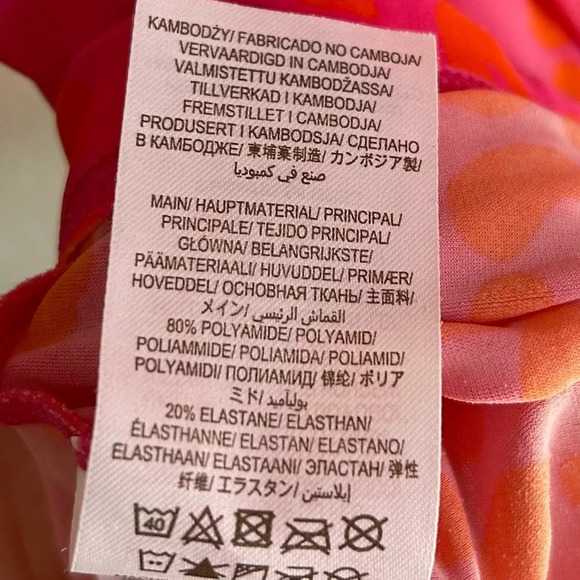 KAMBODŻY/ FABRICADO NO CAMBOJA/
VERVAARDIGD IN CAMBODJA/
VALMISTETTU KAMBODŽASSA/
TILLVERKAD I KAMBODJA/
FREMSTILLET I CAMBODJA/
PRODUSERT I KAMBODSJA/ СДЕЛАНО
В КАМБОДЖЕ/ 柬埔寨制造/ カンボジア製/
صنع في كمبوديا
MAIN/ HAUPTMATERIAL/ PRINCIPAL/
PRINCIPALE/ TEJIDO PRINCIPAL/
GŁÓWNA/ BELANGRIJKSTE/
PÄÄMATERIAALI/ HUVUDDEL/ PRIMÆR/
HOVEDDEL/ ОСНОВНАЯ ТКАНЬ/ 主面料/
メイン/ القماش الرئيسي/
80% POLYAMIDE/ POLYAMID/
POLIAMMIDE/ POLIAMIDA/ POLIAMID/
POLYAMIDI/ ПОЛИАМИД/ 锦纶/ ポリア
ミド/ بوليآميد/
20% ELASTANE/ ELASTHAN/
ÉLASTHANNE/ ELASTAN/ ELASTANO/
ELASTHAAN/ ELASTAANI/ ЭЛАСТАН/ 弹性
纤维/ エラスタン/ إيلاستين/
40